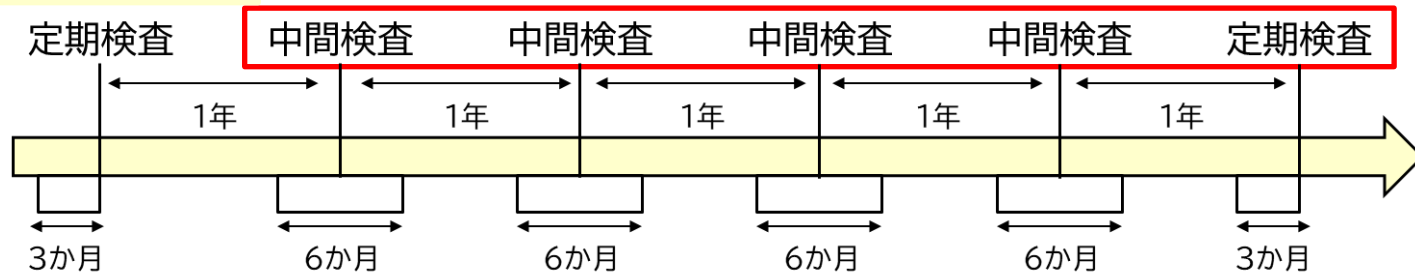 定期検査 中間検査 中間検査 中間検査 中間検査 定期検査
1年 1年 1年 1年 1年
3か月 6か月 6か月 6か月 6か月 3か月